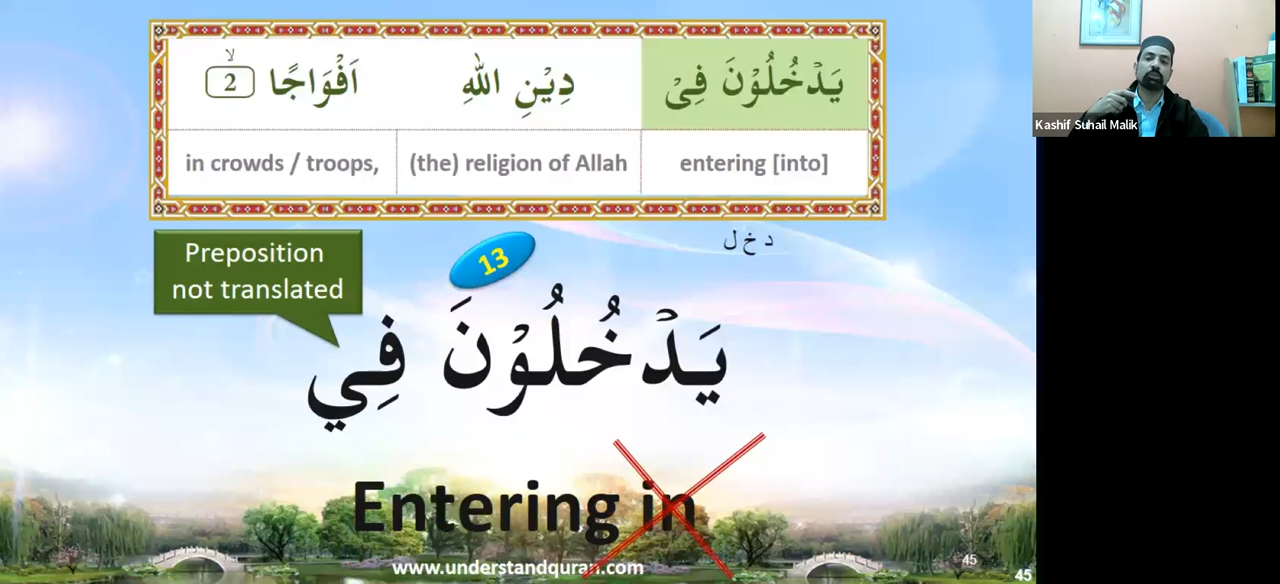 يَدْخُلُوْنَ فِىْ دِيْنِ اللّٰهِ اَفْوَاجًا ۙ 2
entering [into] (the) religion of Allah in crowds / troops,
Kashif Suhail Malik
Preposition
not translated
13
د خ ل
يَدْخُلُوْنَ فِي
Entering in
www.understandquran.com
45
45